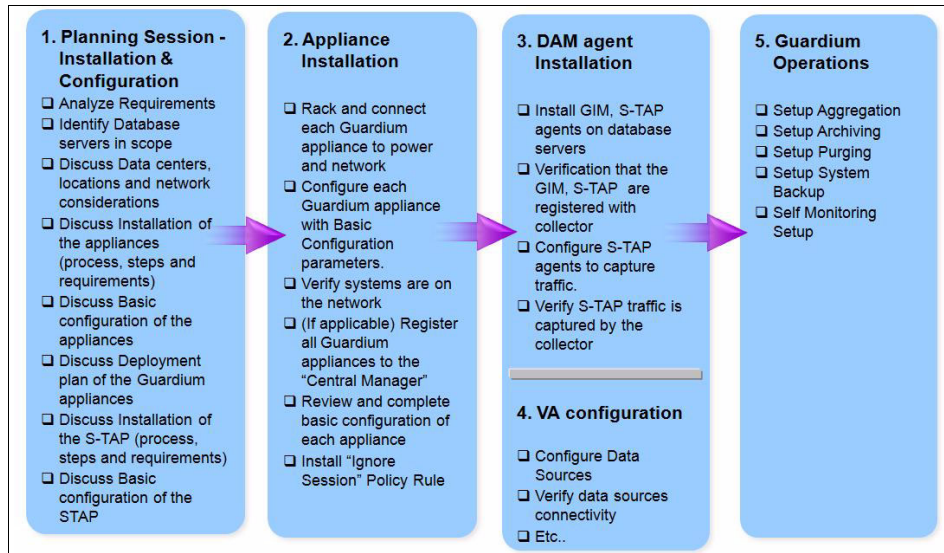 1. Planning Session -
Installation &
Configuration
❑ Analyze Requirements
❑ Identify Database
servers in scope
❑ Discuss Data centers,
locations and network
considerations
❑ Discuss Installation of
the appliances
(process, steps and
requirements)
❑ Discuss Basic
configuration of the
appliances
❑ Discuss Deployment
plan of the Guardium
appliances
❑ Discuss Installation of
the S-TAP (process,
steps and requirements)
❑ Discuss Basic
configuration of the
STAP
2. Appliance
Installation
❑ Rack and connect
each Guardium
appliance to power
and network
❑ Configure each
Guardium appliance
with Basic
Configuration
parameters.
❑ Verify systems are on
the network
❑ (If applicable) Register
all Guardium
appliances to the
“Central Manager”
❑ Review and complete
basic configuration of
each appliance
❑ Install “Ignore
Session” Policy Rule
3. DAM agent
Installation
❑ Install GIM, S-TAP
agents on database
servers
❑ Verification that the
GIM, S-TAP are
registered with
collector
❑ Configure S-TAP
agents to capture
traffic.
❑ Verify S-TAP traffic is
captured by the
collector
4. VA configuration
❑ Configure Data
Sources
❑ Verify data sources
connectivity
❑ Etc..
5. Guardium
Operations
❑ Setup Aggregation
❑ Setup Archiving
❑ Setup Purging
❑ Setup System
Backup
❑ Self Monitoring
Setup